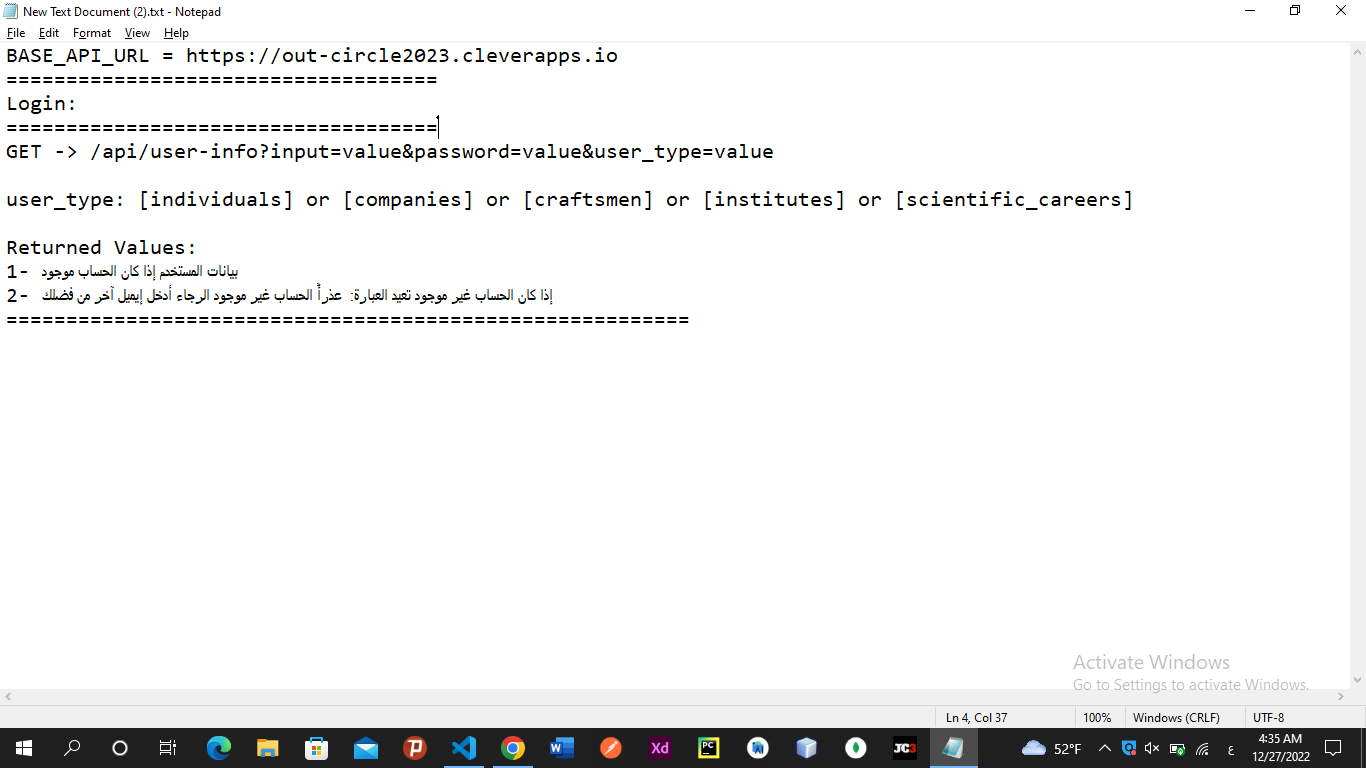 New Text Document (2).txt - Notepad
File Edit Format View Help
BASE_API_URL = https://out-circle2023.cleverapps.io
====================================
Login:
====================================
GET -> /api/user-info?input=value&password=value&user_type=value
user_type: [individuals] or [companies] or [craftsmen] or [institutes] or [scientific_careers]
Returned Values:
1- بيانات المستخدم إذا كان الحساب موجود
2- إذا كان الحساب غير موجود تعيد العبارة: عذراً الحساب غير موجود الرجاء أدخل إيميل آخر من فضلك
=========================================================
Activate Windows
Go to Settings to activate Windows.
Ln 4, Col 37 100% Windows (CRLF) UTF-8
Xd PC JC3 52°F ع 4:35 AM
12/27/2022